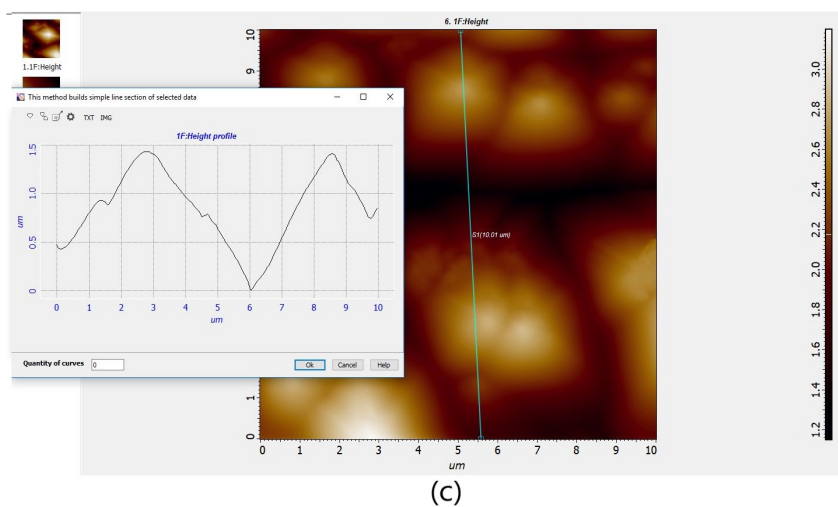 6. 1F:Height
1.1F:Height
This method builds simple line section of selected data
TXT IMG
1F:Height profile
1.5
1.0
0.5
0
um
0 1 2 3 4 5 6 7 8 9 10
um
Quantity of curves 0
Ok Cancel Help
10
9
1
0
S1(10.01 um)
0 1 2 3 4 5 6 7 8 9 10
um
3.0
2.8
2.6
2.4
2.2
2.0
1.8
1.6
1.4
1.2
(c)